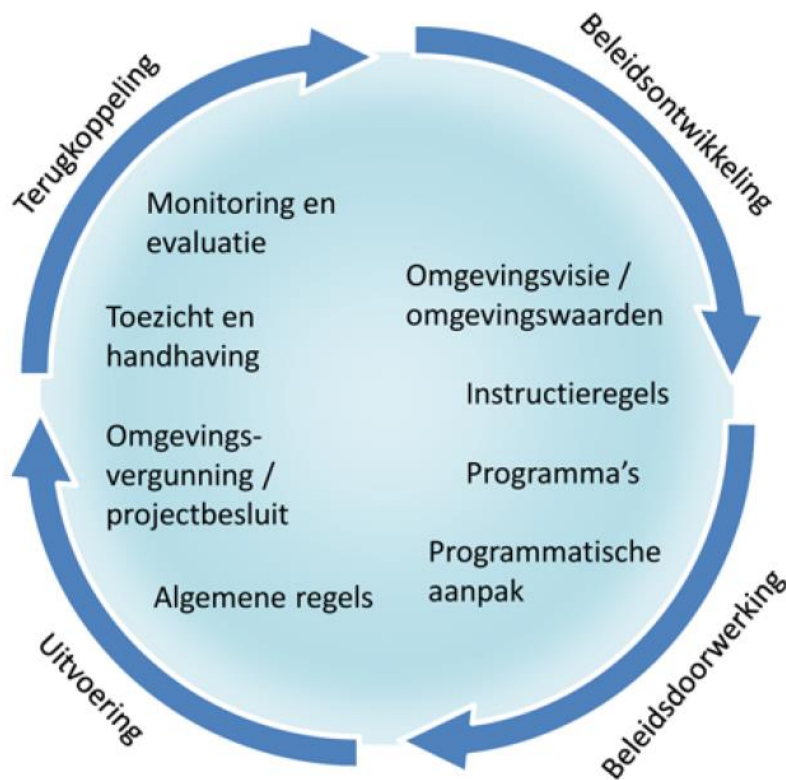 Terugkoppeling
Beleidsontwikkeling
Monitoring en
evaluatie
Omgevingsvisie /
omgevingswaarden
Toezicht en
handhaving
Instructieregels
Omgevings-
vergunning /
projectbesluit
Programma's
Programmatische
aanpak
Algemene regels
Uitvoering
Beleidsdoorwerking